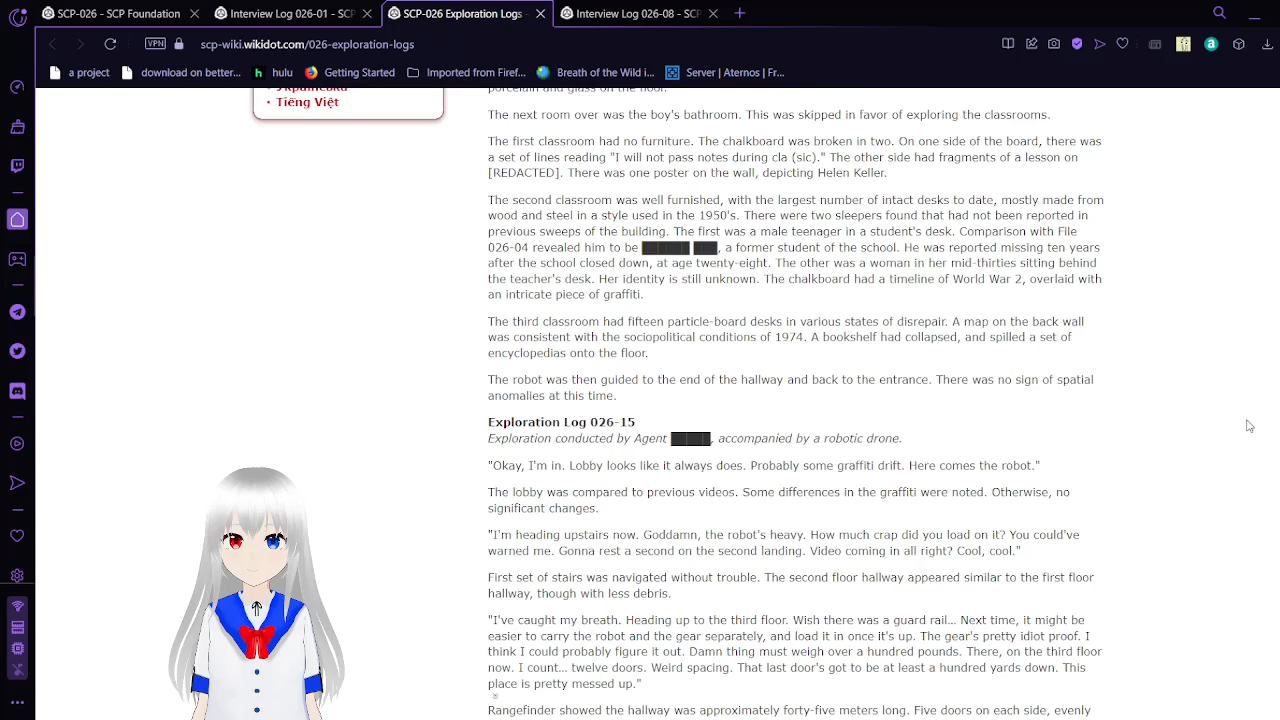 SCP-026 - SCP Foundation
Interview Log 026-01 - SCP
SCP-026 Exploration Logs -
Interview Log 026-08 - SCP
VPN
scp-wiki.wikidot.com/026-exploration-logs
a project
download on better...
hulu
Getting Started
Imported from Firef...
Breath of the Wild i...
Server | Aternos | Fr...
Українська
Tiếng Việt
porcelain and glass on the floor.
The next room over was the boy's bathroom. This was skipped in favor of exploring the classrooms.
The first classroom had no furniture. The chalkboard was broken in two. On one side of the board, there was
a set of lines reading "I will not pass notes during cla (sic)." The other side had fragments of a lesson on
[REDACTED]. There was one poster on the wall, depicting Helen Keller.
The second classroom was well furnished, with the largest number of intact desks to date, mostly made from
wood and steel in a style used in the 1950's. There were two sleepers found that had not been reported in
previous sweeps of the building. The first was a male teenager in a student's desk. Comparison with File
026-04 revealed him to be ██████ ███, a former student of the school. He was reported missing ten years
after the school closed down, at age twenty-eight. The other was a woman in her mid-thirties sitting behind
the teacher's desk. Her identity is still unknown. The chalkboard had a timeline of World War 2, overlaid with
an intricate piece of graffiti.
The third classroom had fifteen particle-board desks in various states of disrepair. A map on the back wall
was consistent with the sociopolitical conditions of 1974. A bookshelf had collapsed, and spilled a set of
encyclopedias onto the floor.
The robot was then guided to the end of the hallway and back to the entrance. There was no sign of spatial
anomalies at this time.
Exploration Log 026-15
Exploration conducted by Agent █████, accompanied by a robotic drone.
"Okay, I'm in. Lobby looks like it always does. Probably some graffiti drift. Here comes the robot."
The lobby was compared to previous videos. Some differences in the graffiti were noted. Otherwise, no
significant changes.
"I'm heading upstairs now. Goddamn, the robot's heavy. How much crap did you load on it? You could've
warned me. Gonna rest a second on the second landing. Video coming in all right? Cool, cool."
First set of stairs was navigated without trouble. The second floor hallway appeared similar to the first floor
hallway, though with less debris.
"I've caught my breath. Heading up to the third floor. Wish there was a guard rail… Next time, it might be
easier to carry the robot and the gear separately, and load it in once it's up. The gear's pretty idiot proof. I
think I could probably figure it out. Damn thing must weigh over a hundred pounds. There, on the third floor
now. I count… twelve doors. Weird spacing. That last door's got to be at least a hundred yards down. This
place is pretty messed up."
Rangefinder showed the hallway was approximately forty-five meters long. Five doors on each side, evenly